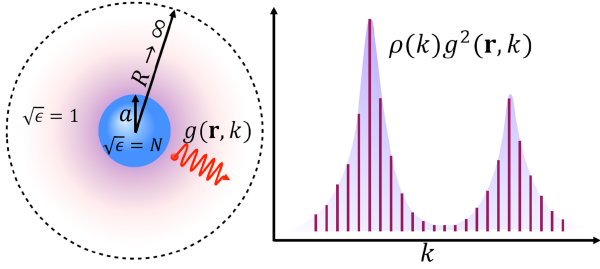 R → ∞
√ϵ = 1
a
√ϵ = N
g(r, k)
ρ(k)g²(r, k)
k